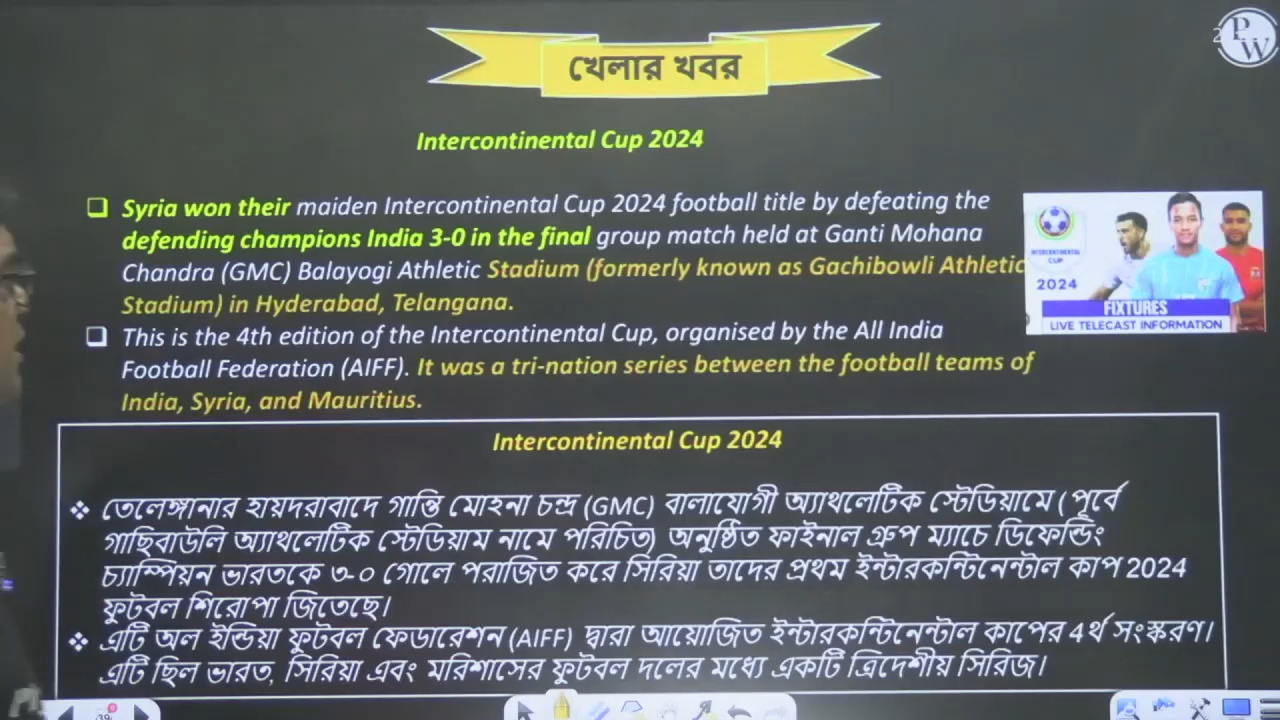 PW
খেলার খবর
Intercontinental Cup 2024
Syria won their maiden Intercontinental Cup 2024 football title by defeating the
defending champions India 3-0 in the final group match held at Ganti Mohana
Chandra (GMC) Balayogi Athletic Stadium (formerly known as Gachibowli Athletic
Stadium) in Hyderabad, Telangana.
This is the 4th edition of the Intercontinental Cup, organised by the All India
Football Federation (AIFF). It was a tri-nation series between the football teams of
India, Syria, and Mauritius.
INTERCONTINENTAL
CUP
2024
FIXTURES
LIVE TELECAST INFORMATION
Intercontinental Cup 2024
তেলেঙ্গানার হায়দরাবাদে গান্তি মোহনা চন্দ্র (GMC) বালাযোগী অ্যাথলেটিক স্টেডিয়ামে ( পূর্বে
গাছিবাউলি অ্যাথলেটিক স্টেডিয়াম নামে পরিচিত) অনুষ্ঠিত ফাইনাল গ্রুপ ম্যাচে ডিফেন্ডিং
চ্যাম্পিয়ন ভারতকে ৩-০ গোলে পরাজিত করে সিরিয়া তাদের প্রথম ইন্টারকন্টিনেন্টাল কাপ 2024
ফুটবল শিরোপা জিতেছে।
এটি অল ইন্ডিয়া ফুটবল ফেডারেশন (AIFF) দ্বারা আয়োজিত ইন্টারকন্টিনেন্টাল কাপের 4র্থ সংস্করণ।
এটি ছিল ভারত, সিরিয়া এবং মরিশাসের ফুটবল দলের মধ্যে একটি ত্রিদেশীয় সিরিজ।
39